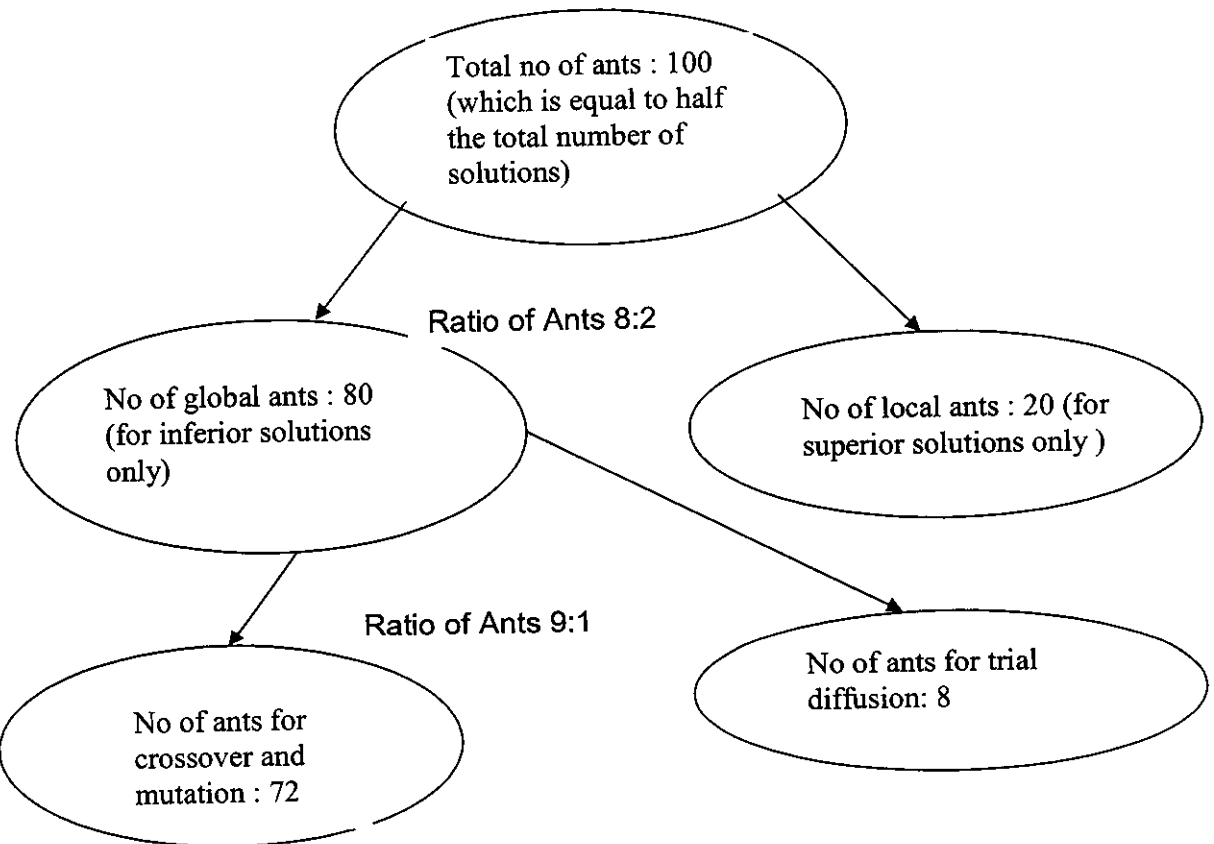 Total no of ants : 100
(which is equal to half
the total number of
solutions)
Ratio of Ants 8:2
No of global ants : 80
(for inferior solutions
only)
No of local ants : 20 (for
superior solutions only )
Ratio of Ants 9:1
No of ants for trial
diffusion: 8
No of ants for
crossover and
mutation : 72